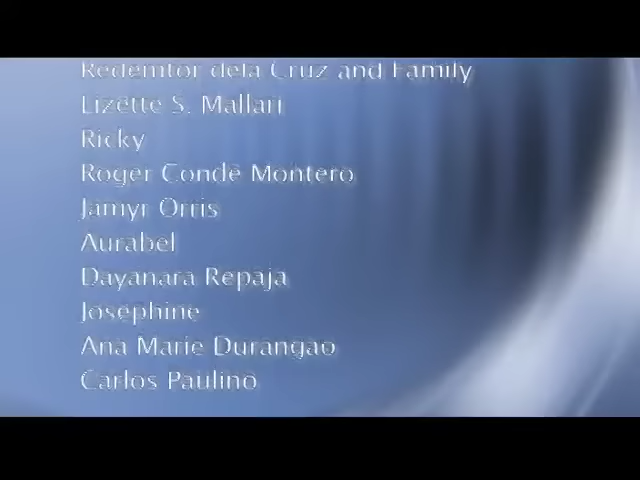 Redemtor dela Cruz and Family
Lizette S. Mallari
Ricky
Roger Conde Montero
Jamyr Orris
Aurabel
Dayanara Repaja
Josephine
Ana Marie Durangao
Carlos Paulino